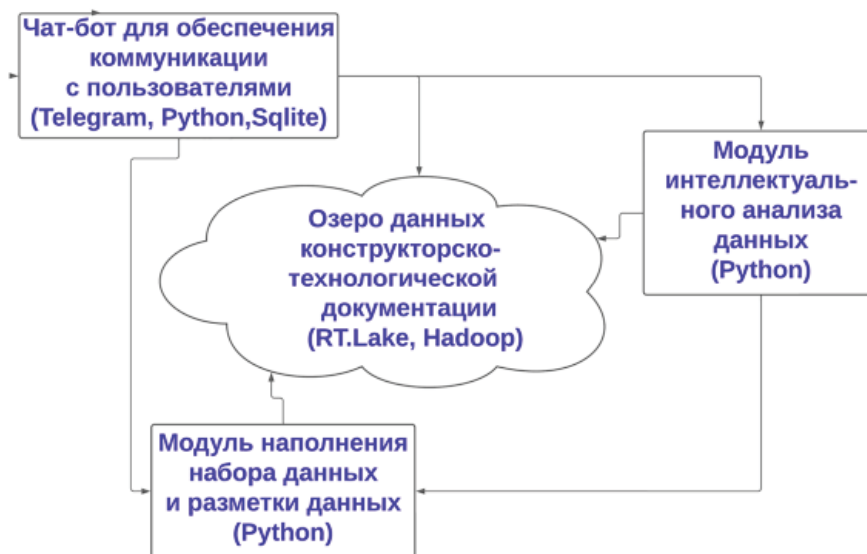 Чат-бот для обеспечения
коммуникации
с пользователями
(Telegram, Python,Sqlite)
Модуль
интеллектуаль-
ного анализа
данных
(Python)
Озеро данных
конструкторско-
технологической
документации
(RT.Lake, Hadoop)
Модуль наполнения
набора данных
и разметки данных
(Python)